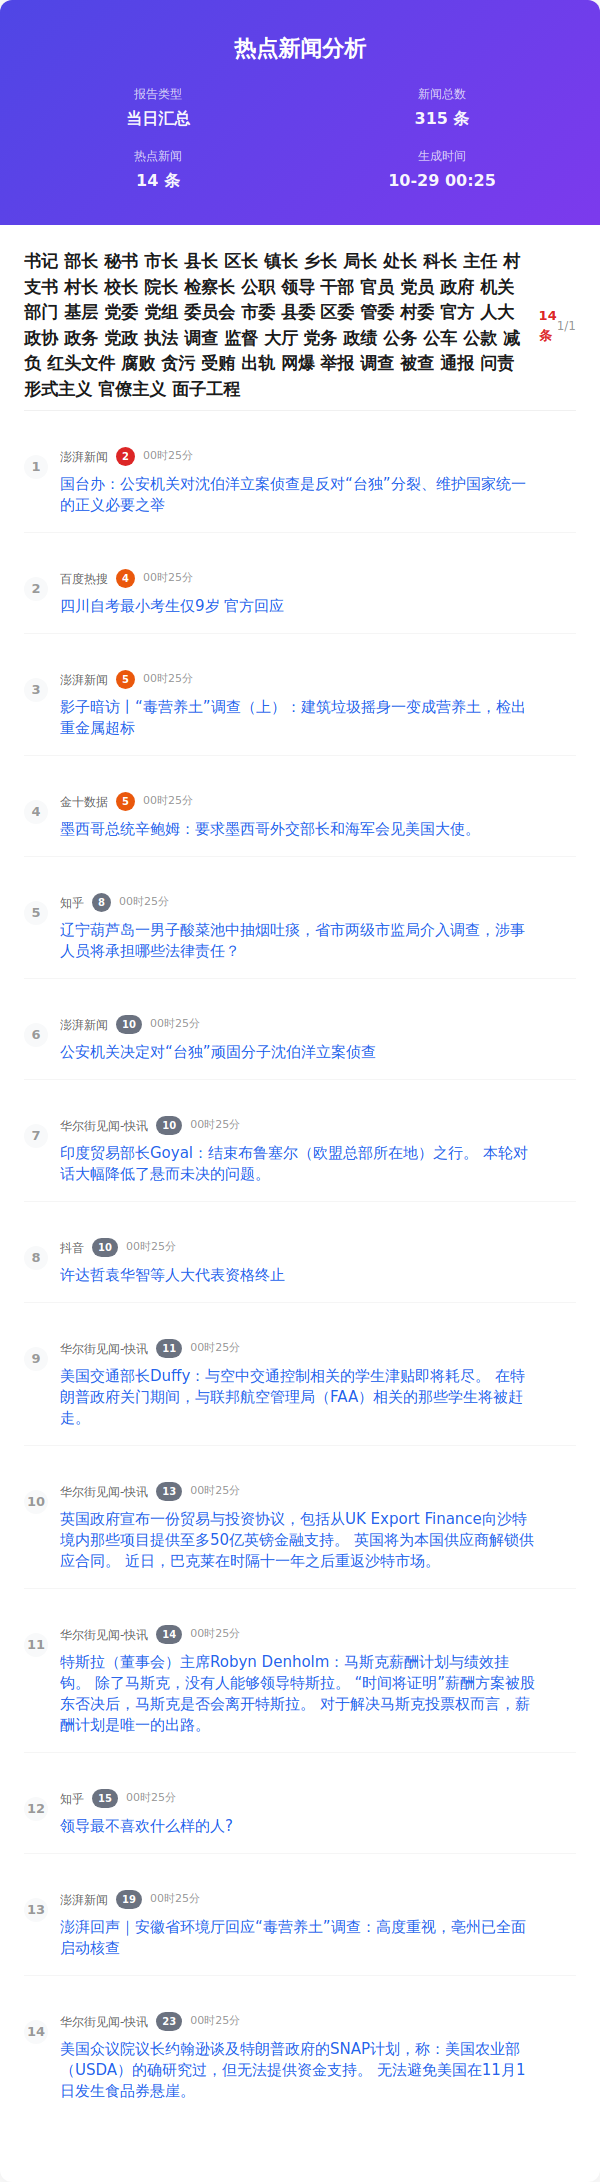 热点新闻分析
报告类型
当日汇总
新闻总数
315 条
热点新闻
14 条
生成时间
10-29 00:25
书记 部长 秘书 市长 县长 区长 镇长 乡长 局长 处长 科长 主任 村
支书 村长 校长 院长 检察长 公职 领导 干部 官员 党员 政府 机关
部门 基层 党委 党组 委员会 市委 县委 区委 管委 村委 官方 人大
政协 政务 党政 执法 调查 监督 大厅 党务 政绩 公务 公车 公款 减
负 红头文件 腐败 贪污 受贿 出轨 网爆 举报 调查 被查 通报 问责
形式主义 官僚主义 面子工程
14
条
1/1
1
澎湃新闻 2 00时25分
国台办：公安机关对沈伯洋立案侦查是反对“台独”分裂、维护国家统一
的正义必要之举
2
百度热搜 4 00时25分
四川自考最小考生仅9岁 官方回应
3
澎湃新闻 5 00时25分
影子暗访丨“毒营养土”调查（上）：建筑垃圾摇身一变成营养土，检出
重金属超标
4
金十数据 5 00时25分
墨西哥总统辛鲍姆：要求墨西哥外交部长和海军会见美国大使。
5
知乎 8 00时25分
辽宁葫芦岛一男子酸菜池中抽烟吐痰，省市两级市监局介入调查，涉事
人员将承担哪些法律责任？
6
澎湃新闻 10 00时25分
公安机关决定对“台独”顽固分子沈伯洋立案侦查
7
华尔街见闻-快讯 10 00时25分
印度贸易部长Goyal：结束布鲁塞尔（欧盟总部所在地）之行。 本轮对
话大幅降低了悬而未决的问题。
8
抖音 10 00时25分
许达哲袁华智等人大代表资格终止
9
华尔街见闻-快讯 11 00时25分
美国交通部长Duffy：与空中交通控制相关的学生津贴即将耗尽。 在特
朗普政府关门期间，与联邦航空管理局（FAA）相关的那些学生将被赶
走。
10
华尔街见闻-快讯 13 00时25分
英国政府宣布一份贸易与投资协议，包括从UK Export Finance向沙特
境内那些项目提供至多50亿英镑金融支持。 英国将为本国供应商解锁供
应合同。 近日，巴克莱在时隔十一年之后重返沙特市场。
11
华尔街见闻-快讯 14 00时25分
特斯拉（董事会）主席Robyn Denholm：马斯克薪酬计划与绩效挂
钩。 除了马斯克，没有人能够领导特斯拉。 “时间将证明”薪酬方案被股
东否决后，马斯克是否会离开特斯拉。 对于解决马斯克投票权而言，薪
酬计划是唯一的出路。
12
知乎 15 00时25分
领导最不喜欢什么样的人?
13
澎湃新闻 19 00时25分
澎湃回声｜安徽省环境厅回应“毒营养土”调查：高度重视，亳州已全面
启动核查
14
华尔街见闻-快讯 23 00时25分
美国众议院议长约翰逊谈及特朗普政府的SNAP计划，称：美国农业部
（USDA）的确研究过，但无法提供资金支持。 无法避免美国在11月1
日发生食品券悬崖。